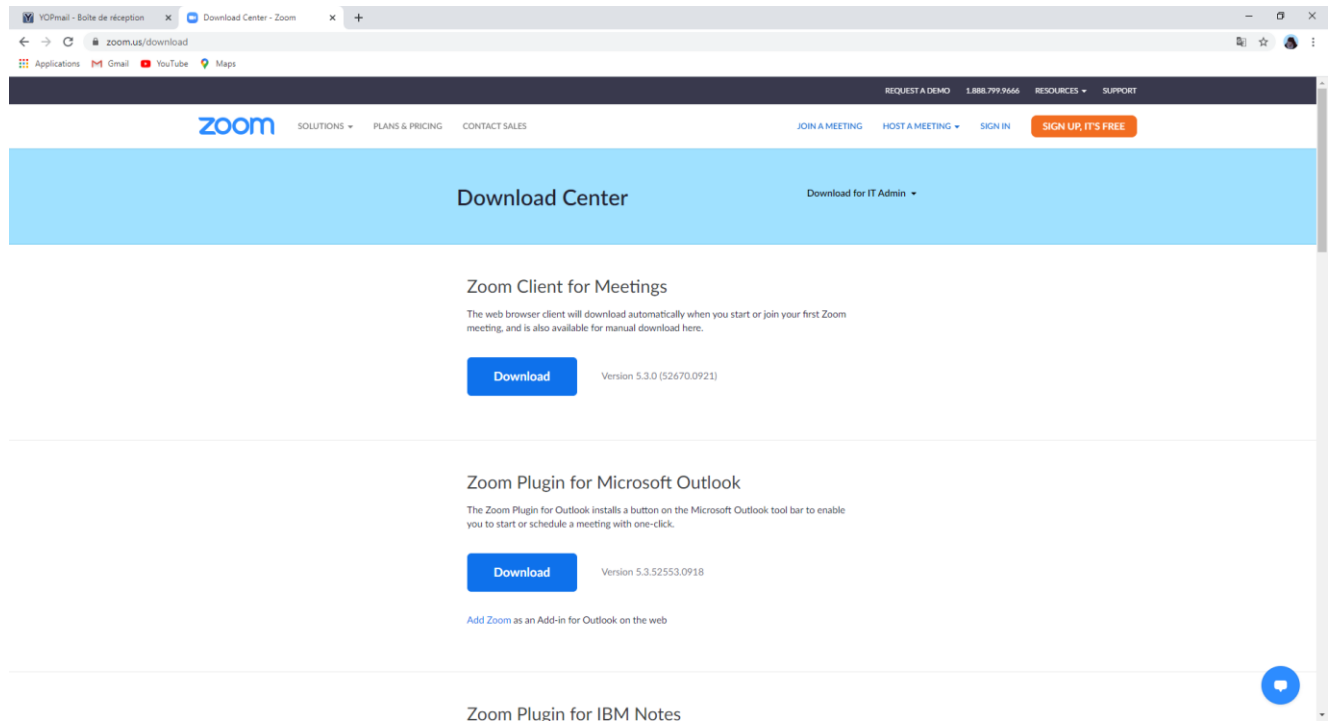 YOPmail - Boîte de réception
Download Center - Zoom
zoom.us/download
Applications Gmail YouTube Maps
REQUEST A DEMO 1.888.799.9666 RESOURCES SUPPORT
zoom SOLUTIONS PLANS & PRICING CONTACT SALES JOIN A MEETING HOST A MEETING SIGN IN SIGN UP, IT'S FREE
Download Center Download for IT Admin
Zoom Client for Meetings
The web browser client will download automatically when you start or join your first Zoom
meeting, and is also available for manual download here.
Download Version 5.3.0 (52670.0921)
Zoom Plugin for Microsoft Outlook
The Zoom Plugin for Outlook installs a button on the Microsoft Outlook tool bar to enable
you to start or schedule a meeting with one-click.
Download Version 5.3.52553.0918
Add Zoom as an Add-in for Outlook on the web
Zoom Plugin for IBM Notes